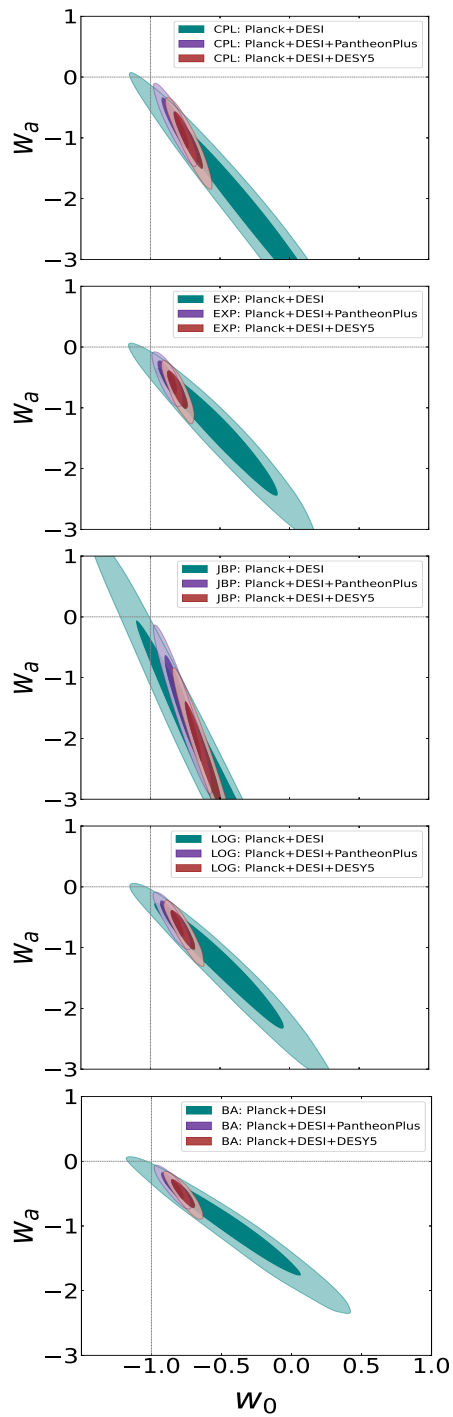 1
CPL: Planck+DESI
CPL: Planck+DESI+PantheonPlus
CPL: Planck+DESI+DESY5
0
−1
−2
−3
w_a
1
EXP: Planck+DESI
EXP: Planck+DESI+PantheonPlus
EXP: Planck+DESI+DESY5
0
−1
−2
−3
w_a
1
JBP: Planck+DESI
JBP: Planck+DESI+PantheonPlus
JBP: Planck+DESI+DESY5
0
−1
−2
−3
w_a
1
LOG: Planck+DESI
LOG: Planck+DESI+PantheonPlus
LOG: Planck+DESI+DESY5
0
−1
−2
−3
w_a
1
BA: Planck+DESI
BA: Planck+DESI+PantheonPlus
BA: Planck+DESI+DESY5
0
−1
−2
−3
w_a
−1.0 −0.5 0.0 0.5 1.0
w_0